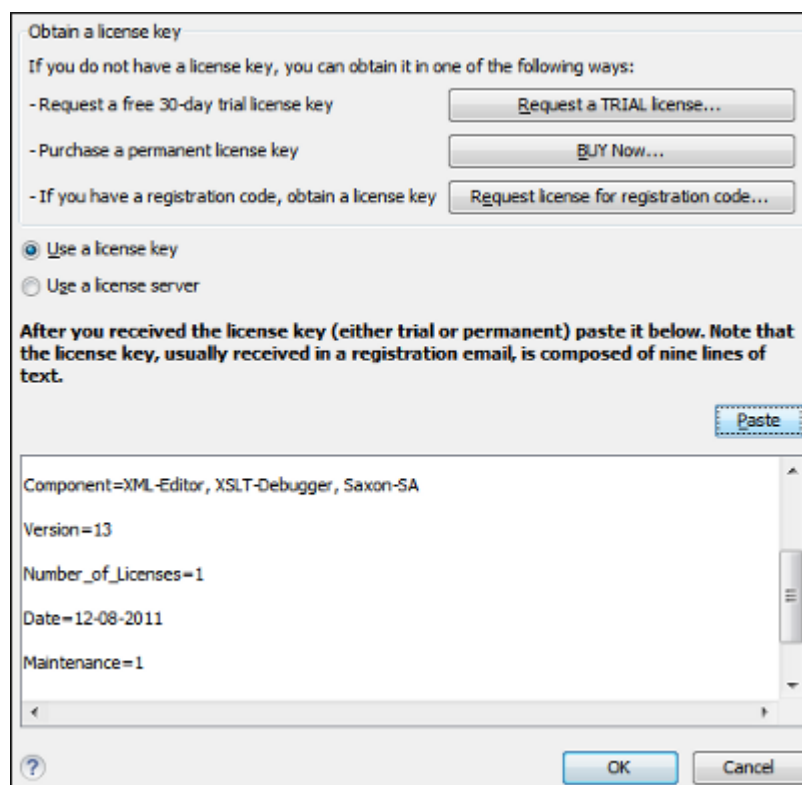 Obtain a license key
If you do not have a license key, you can obtain it in one of the following ways:
- Request a free 30-day trial license key
Request a TRIAL license...
- Purchase a permanent license key
BUY Now...
- If you have a registration code, obtain a license key
Request license for registration code...
Use a license key
Use a license server
After you received the license key (either trial or permanent) paste it below. Note that
the license key, usually received in a registration email, is composed of nine lines of
text.
Paste
Component=XML-Editor, XSLT-Debugger, Saxon-SA
Version=13
Number_of_Licenses=1
Date=12-08-2011
Maintenance=1
?
OK
Cancel